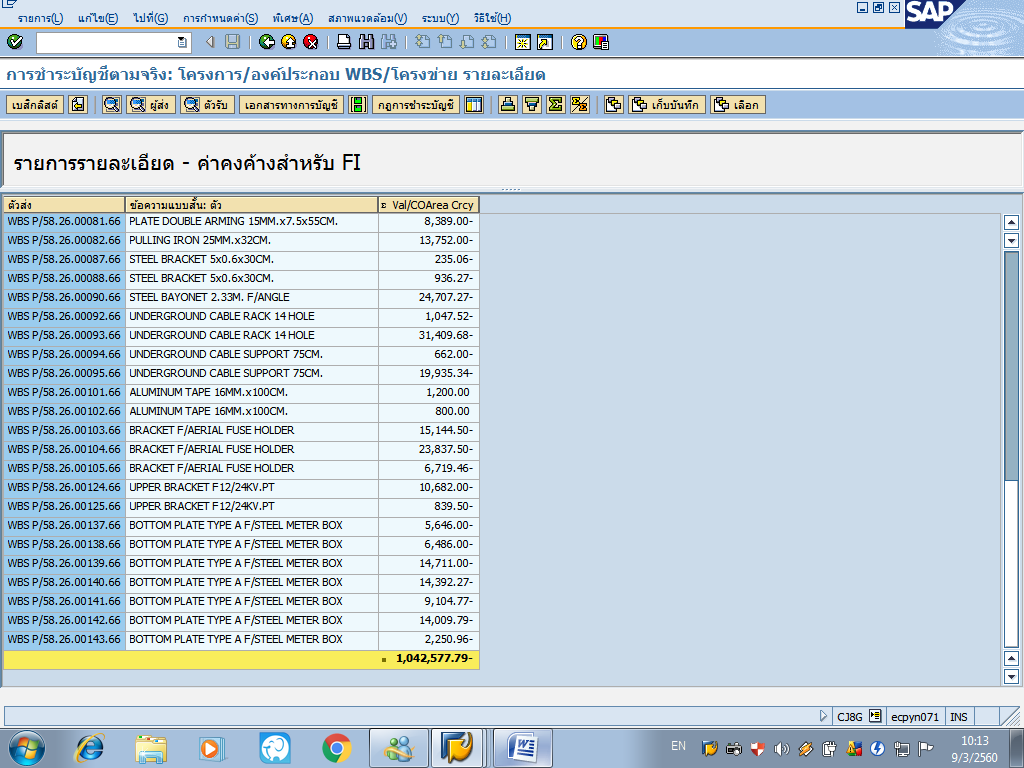 รายการ(L) แก้ไข(E) ไปที่(G) การกำหนดค่า(S) พิเศษ(A) สภาพแวดล้อม(V) ระบบ(Y) วิธีใช้(H)
SAP
การชำระบัญชีตามจริง: โครงการ/องค์ประกอบ WBS/โครงข่าย รายละเอียด
เบสิกลิสต์ ผู้ส่ง ตัวรับ เอกสารทางการบัญชี กฎการชำระบัญชี เก็บบันทึก เลือก
รายการรายละเอียด - ค่าคงค้างสำหรับ FI
ตัวส่ง ข้อความแบบสั้น: ตัว Σ Val/COArea Crcy
WBS P/58.26.00081.66 PLATE DOUBLE ARMING 15MM.x7.5x55CM. 8,389.00-
WBS P/58.26.00082.66 PULLING IRON 25MM.x32CM. 13,752.00-
WBS P/58.26.00087.66 STEEL BRACKET 5x0.6x30CM. 235.06-
WBS P/58.26.00088.66 STEEL BRACKET 5x0.6x30CM. 936.27-
WBS P/58.26.00090.66 STEEL BAYONET 2.33M. F/ANGLE 24,707.27-
WBS P/58.26.00092.66 UNDERGROUND CABLE RACK 14 HOLE 1,047.52-
WBS P/58.26.00093.66 UNDERGROUND CABLE RACK 14 HOLE 31,409.68-
WBS P/58.26.00094.66 UNDERGROUND CABLE SUPPORT 75CM. 662.00-
WBS P/58.26.00095.66 UNDERGROUND CABLE SUPPORT 75CM. 19,935.34-
WBS P/58.26.00101.66 ALUMINUM TAPE 16MM.x100CM. 1,200.00
WBS P/58.26.00102.66 ALUMINUM TAPE 16MM.x100CM. 800.00
WBS P/58.26.00103.66 BRACKET F/AERIAL FUSE HOLDER 15,144.50-
WBS P/58.26.00104.66 BRACKET F/AERIAL FUSE HOLDER 23,837.50-
WBS P/58.26.00105.66 BRACKET F/AERIAL FUSE HOLDER 6,719.46-
WBS P/58.26.00124.66 UPPER BRACKET F12/24KV.PT 10,682.00-
WBS P/58.26.00125.66 UPPER BRACKET F12/24KV.PT 839.50-
WBS P/58.26.00137.66 BOTTOM PLATE TYPE A F/STEEL METER BOX 5,646.00-
WBS P/58.26.00138.66 BOTTOM PLATE TYPE A F/STEEL METER BOX 6,486.00-
WBS P/58.26.00139.66 BOTTOM PLATE TYPE A F/STEEL METER BOX 14,711.00-
WBS P/58.26.00140.66 BOTTOM PLATE TYPE A F/STEEL METER BOX 14,392.27-
WBS P/58.26.00141.66 BOTTOM PLATE TYPE A F/STEEL METER BOX 9,104.77-
WBS P/58.26.00142.66 BOTTOM PLATE TYPE A F/STEEL METER BOX 14,009.79-
WBS P/58.26.00143.66 BOTTOM PLATE TYPE A F/STEEL METER BOX 2,250.96-
1,042,577.79-
CJ8G ecpyn071 INS
EN 10:13
9/3/2560